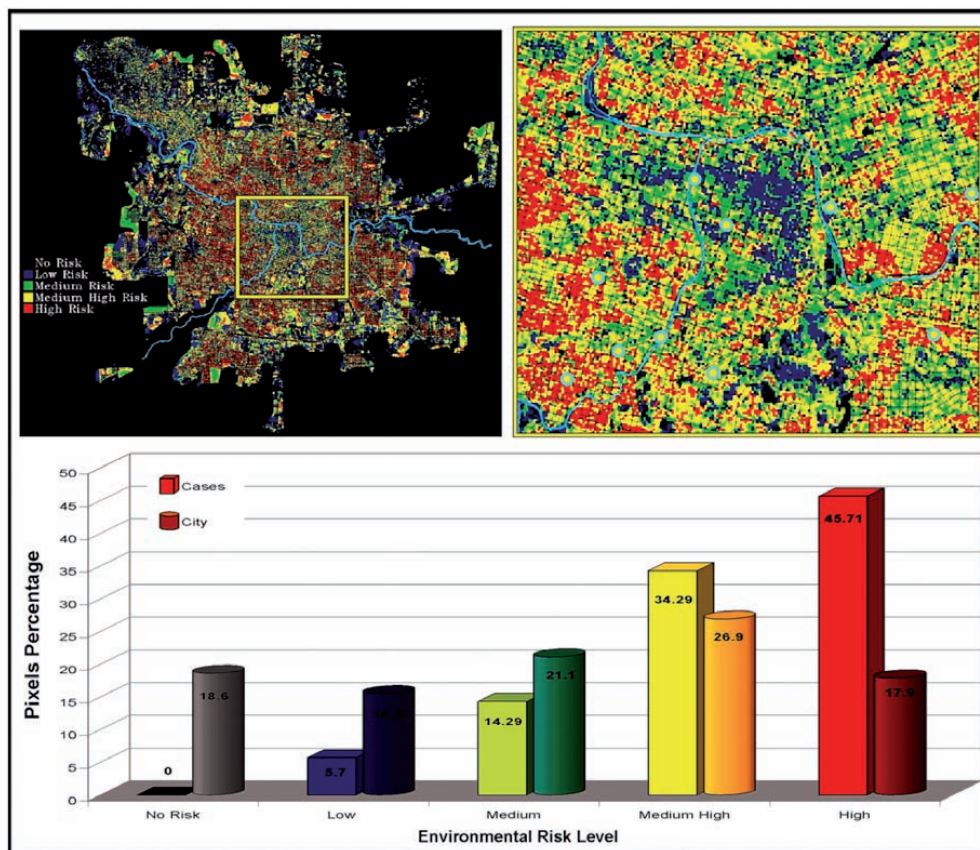 No Risk
Low Risk
Medium Risk
Medium High Risk
High Risk
50
45
40
35
30
25
20
15
10
5
0
Pixels Percentage
Cases
City
0
18.6
5.7
14.29
21.1
34.29
26.9
45.71
17.9
No Risk
Low
Medium
Medium High
High
Environmental Risk Level